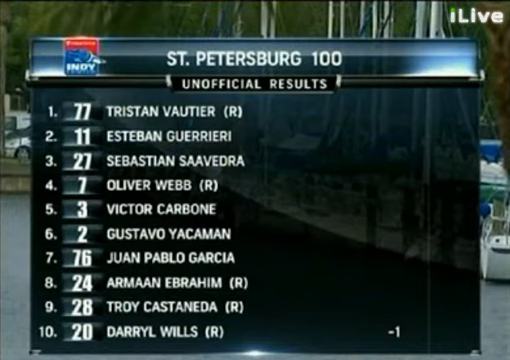 iLive
INDY
ST. PETERSBURG 100
UNOFFICIAL RESULTS
1. 77 TRISTAN VAUTIER (R)
2. 11 ESTEBAN GUERRIERI
3. 27 SEBASTIAN SAAVEDRA
4. 7 OLIVER WEBB (R)
5. 3 VICTOR CARBONE
6. 2 GUSTAVO YACAMAN
7. 76 JUAN PABLO GARCIA
8. 24 ARMAAN EBRAHIM (R)
9. 28 TROY CASTANEDA (R)
10. 20 DARRYL WILLS (R) -1